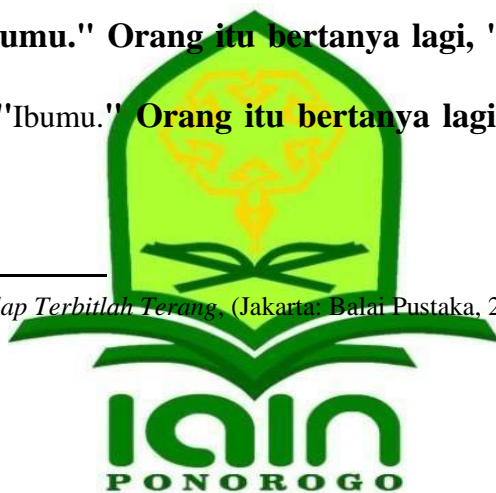 umu." Orang itu bertanya lagi, "
"Ibumu." Orang itu bertanya lagi
ap Terbitlah Terang, (Jakarta: Balai Pustaka, 2
IAIN
PONOROGO